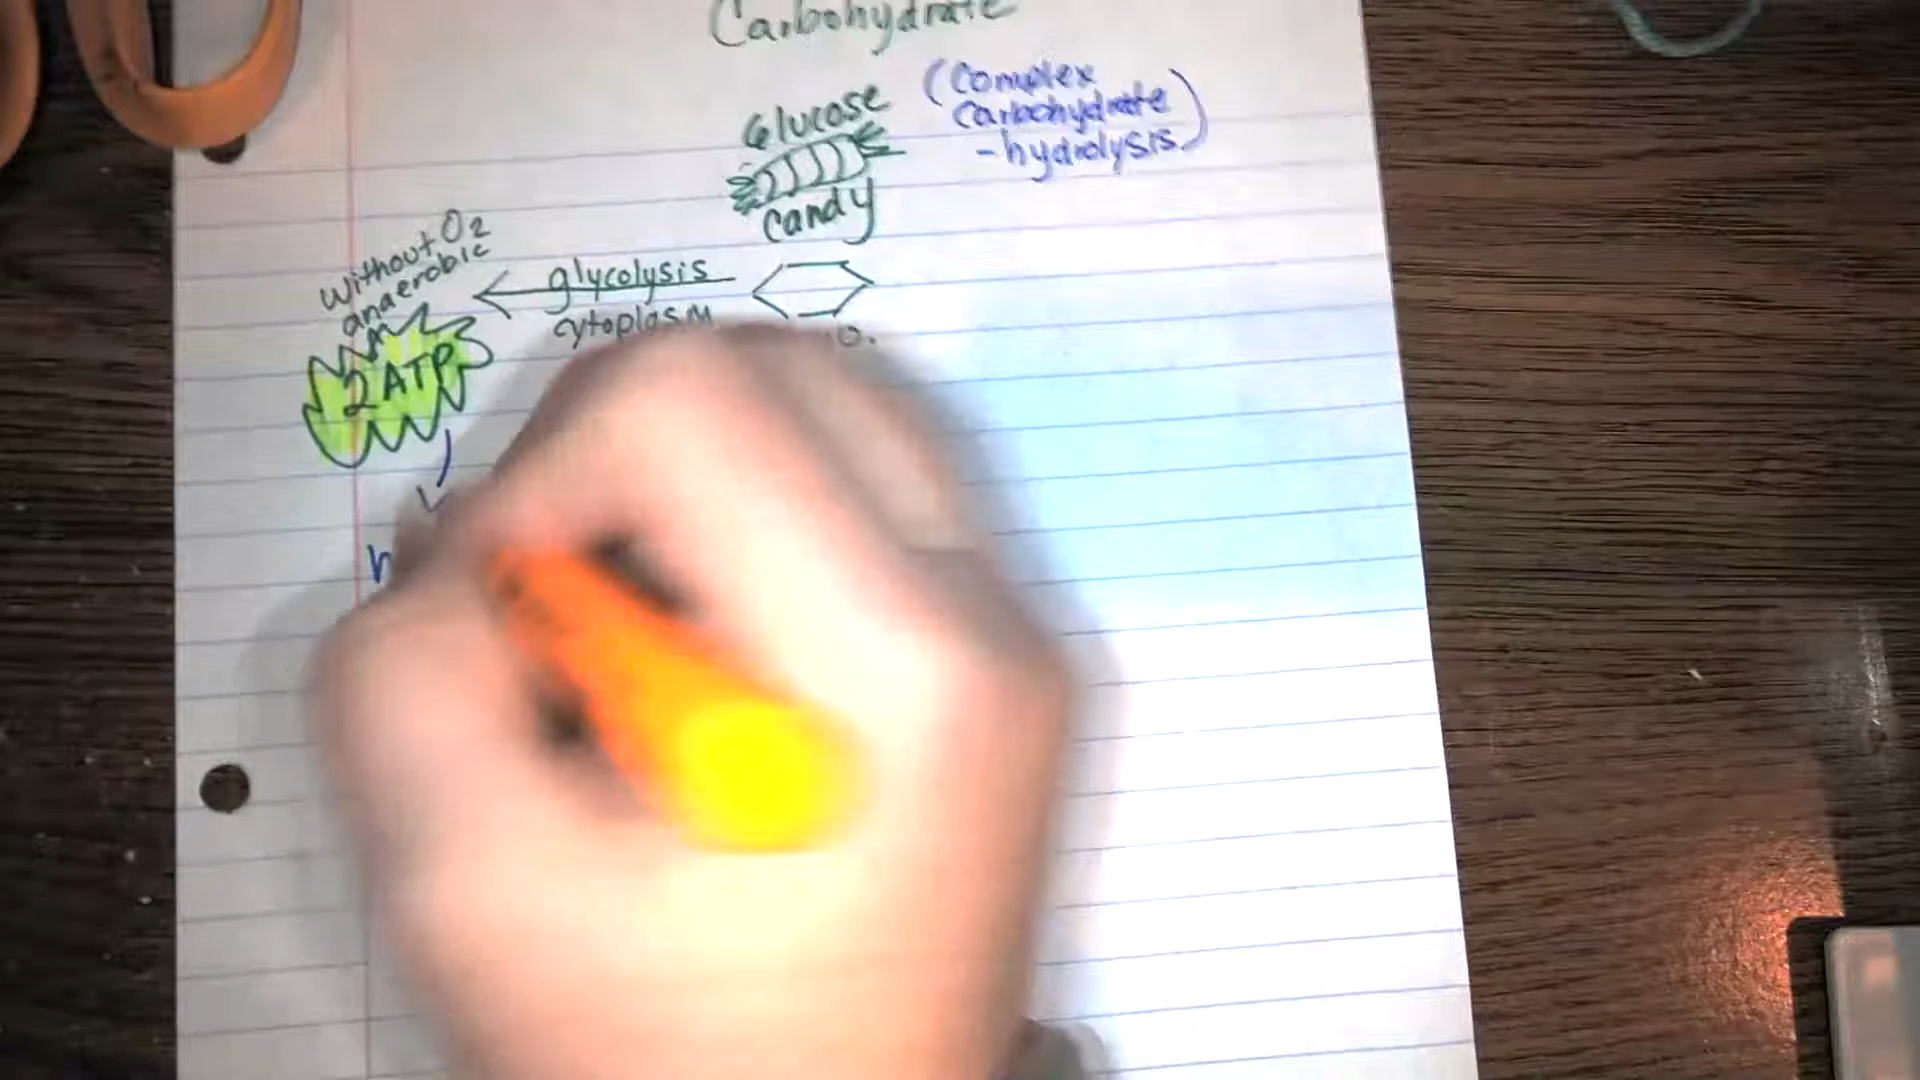 Carbohydrate
Glucose
candy
(Complex
carbohydrate
-hydrolysis)
Without O2
anaerobic
glycolysis
cytoplasm
2 ATP